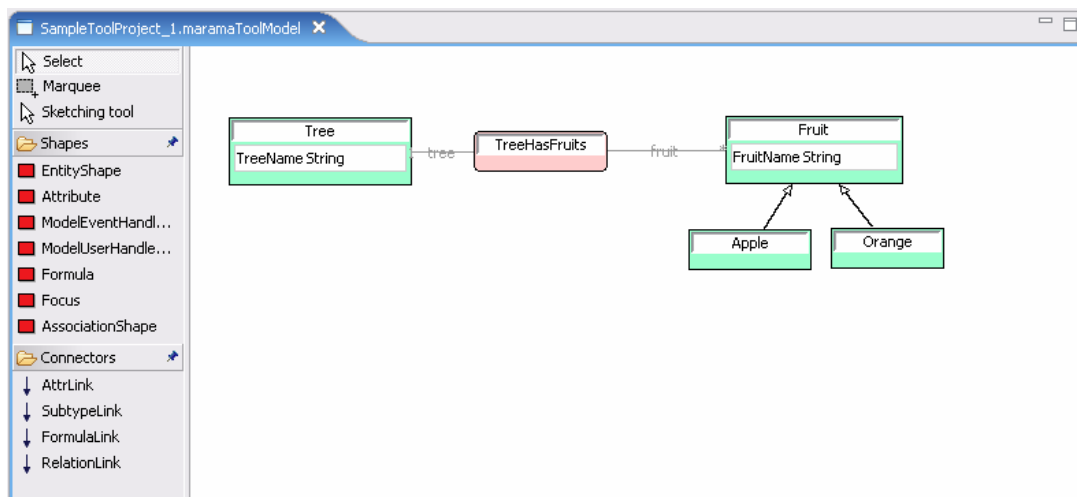 SampleToolProject_1.maramaToolModel
Select
Marquee
Sketching tool
Shapes
EntityShape
Attribute
ModelEventHandl...
ModelUserHandle...
Formula
Focus
AssociationShape
Connectors
AttrLink
SubtypeLink
FormulaLink
RelationLink
Tree
TreeName String
tree
TreeHasFruits
fruit
*
Fruit
FruitName String
Apple
Orange